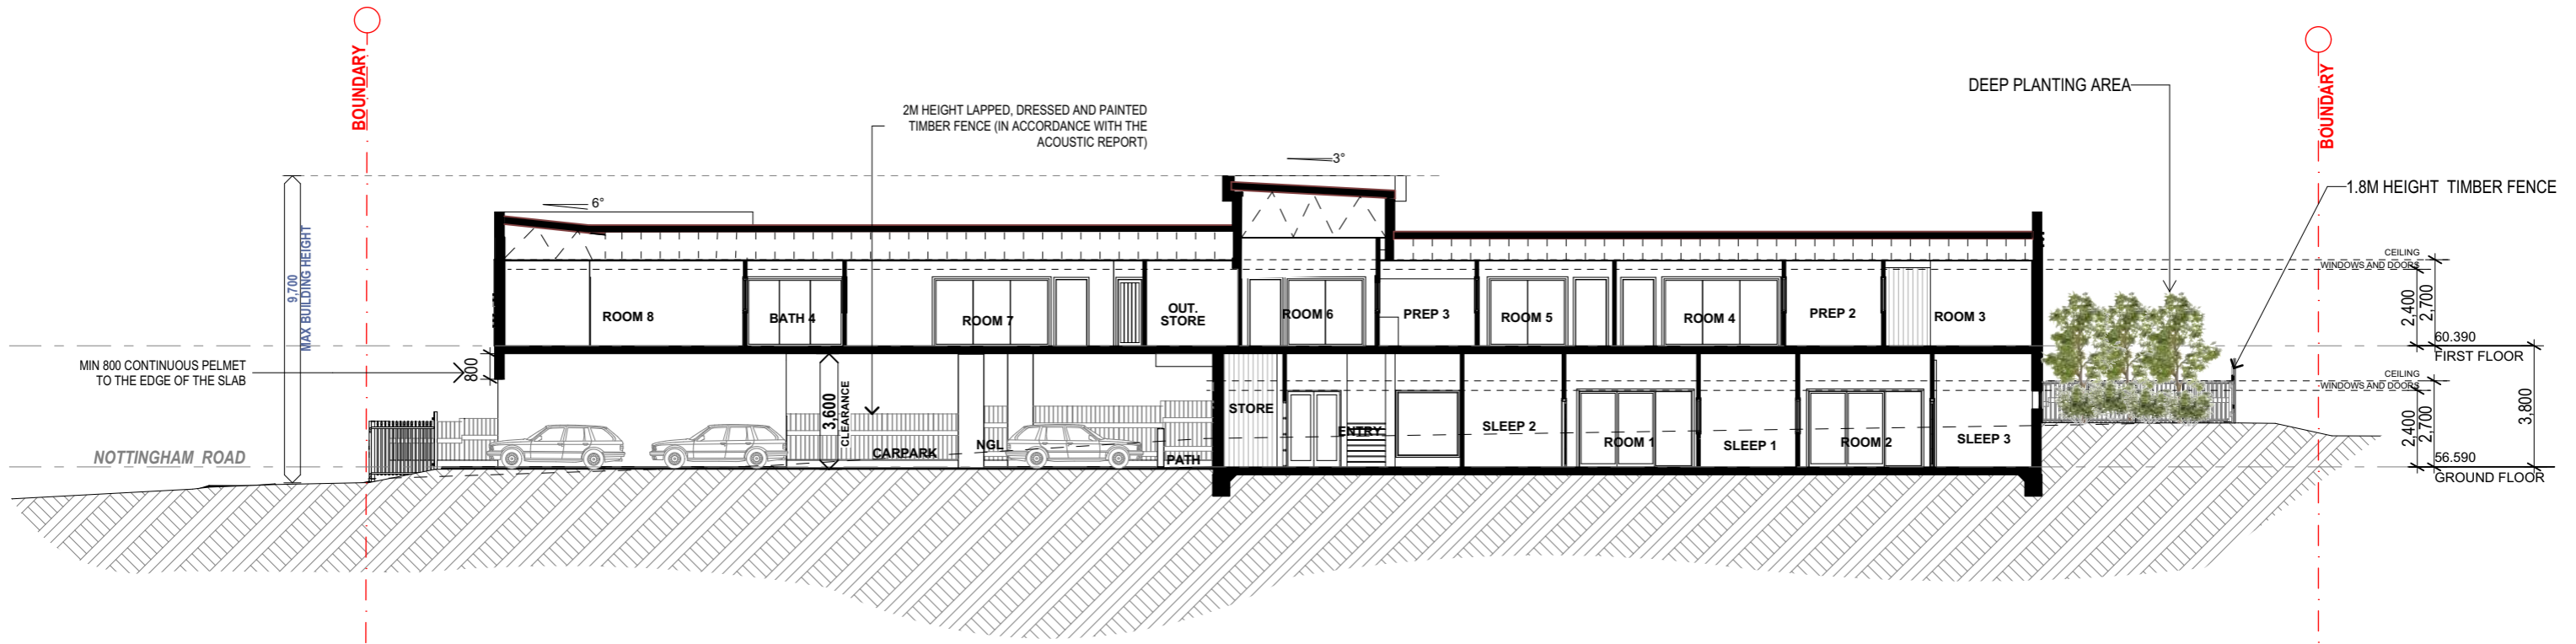 BOUNDARY
BOUNDARY
DEEP PLANTING AREA
2M HEIGHT LAPPED, DRESSED AND PAINTED
TIMBER FENCE (IN ACCORDANCE WITH THE
ACOUSTIC REPORT)
3°
1.8M HEIGHT TIMBER FENCE
6°
9,700
MAX BUILDING HEIGHT
CEILING
WINDOWS AND DOORS
2,400
2,700
ROOM 8
BATH 4
ROOM 7
OUT.
STORE
ROOM 6
PREP 3
ROOM 5
ROOM 4
PREP 2
ROOM 3
60.390
FIRST FLOOR
MIN 800 CONTINUOUS PELMET
TO THE EDGE OF THE SLAB
800
3,600
CLEARANCE
CEILING
WINDOWS AND DOORS
2,400
2,700
3,800
STORE
ENTRY
SLEEP 2
ROOM 1
SLEEP 1
ROOM 2
SLEEP 3
NOTTINGHAM ROAD
CARPARK
NGL
PATH
56.590
GROUND FLOOR